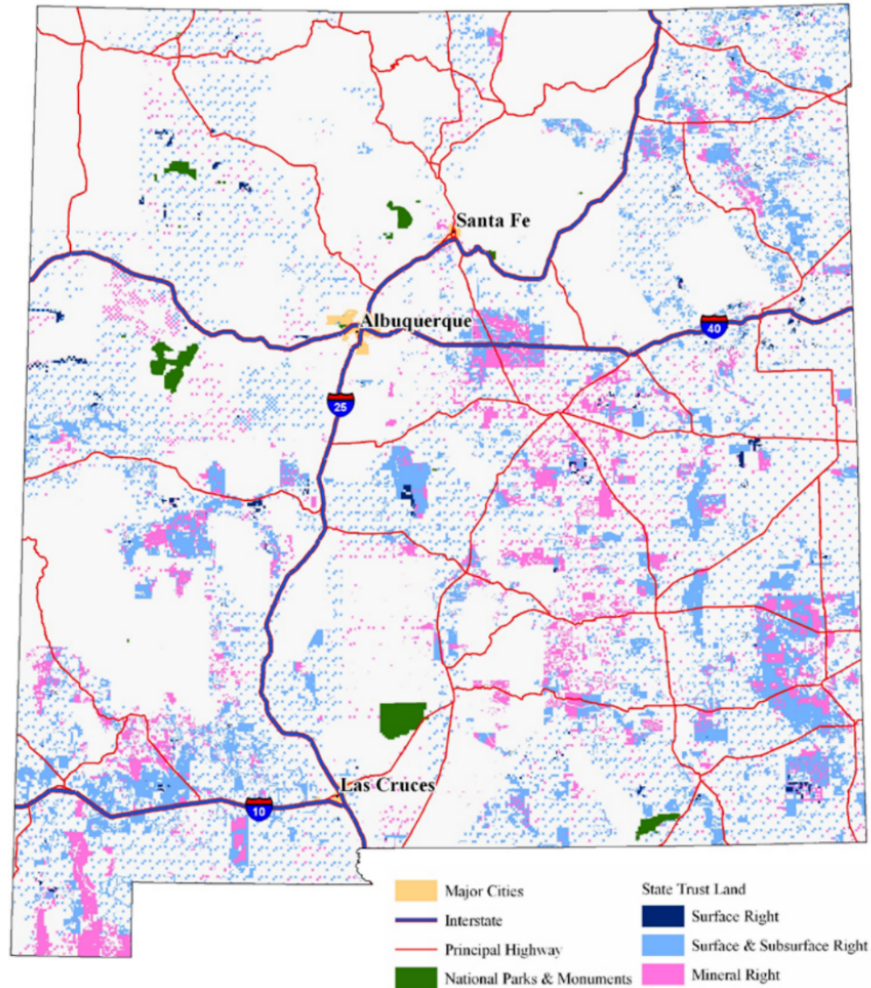 Santa Fe
Albuquerque
40
25
Las Cruces
10
Major Cities
Interstate
Principal Highway
National Parks & Monuments
State Trust Land
Surface Right
Surface & Subsurface Right
Mineral Right